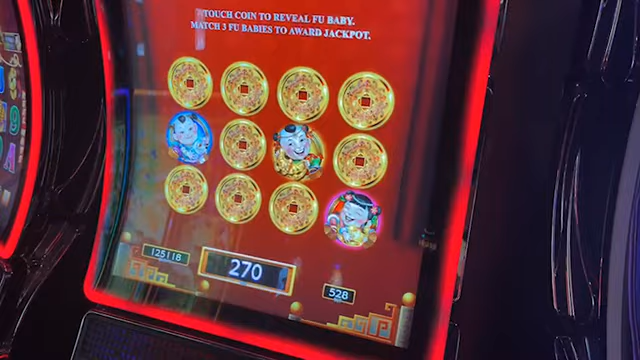 TOUCH COIN TO REVEAL FU BABY.
MATCH 3 FU BABIES TO AWARD JACKPOT.
125118
270
528